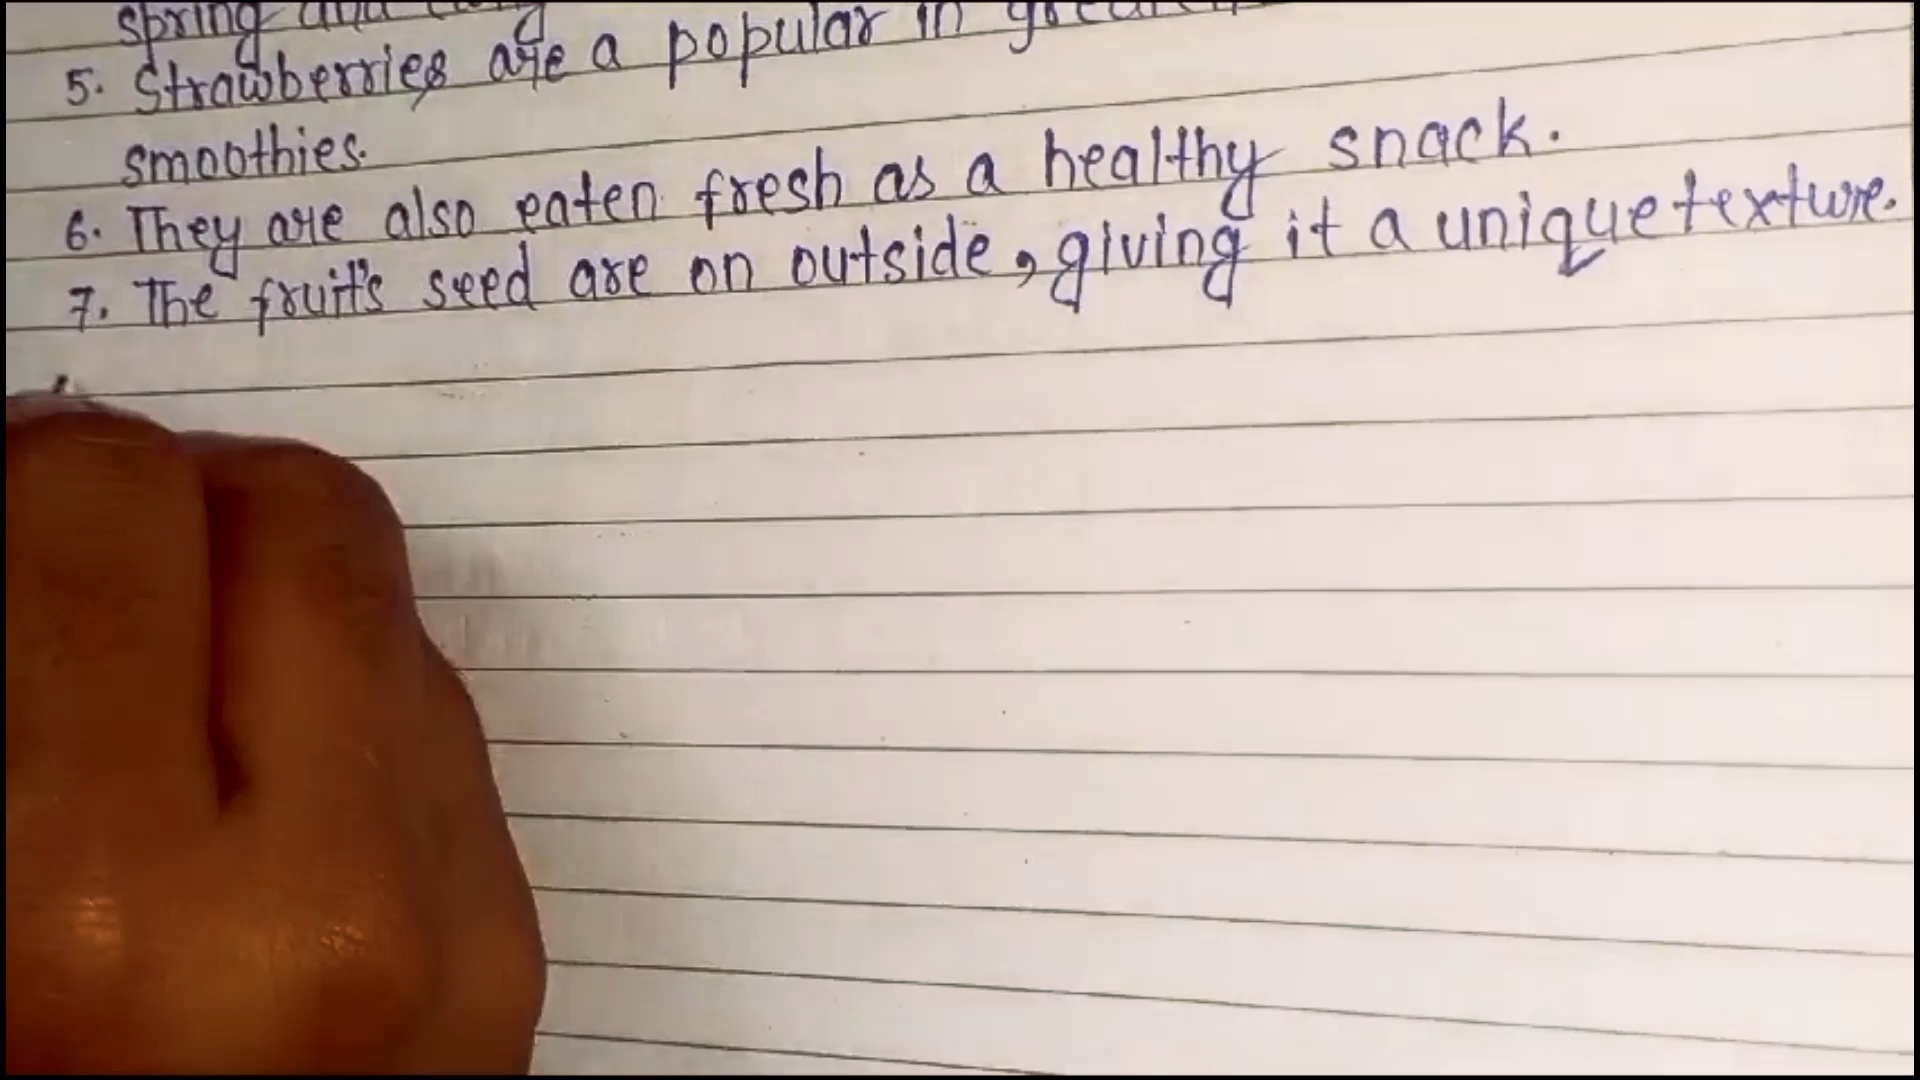 spring and
5. Strawberries are a popular in
smoothies.
6. They are also eaten fresh as a healthy snack.
7. The fruit's seed are on outside, giving it a unique texture.